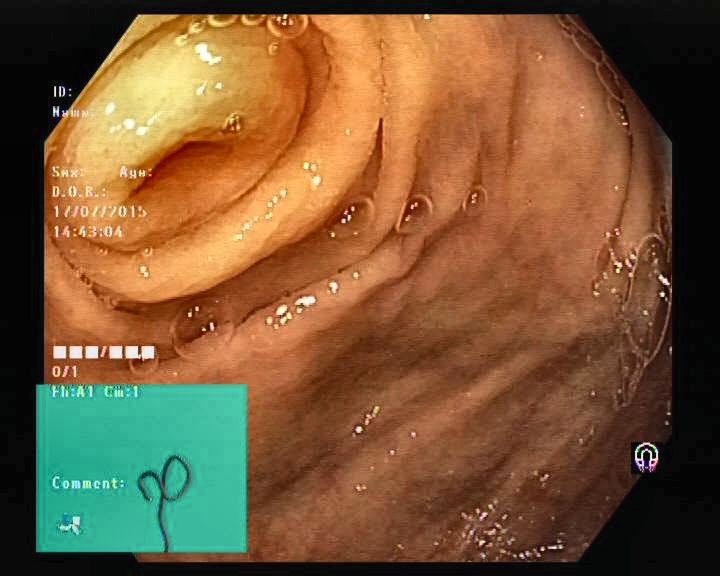 ID:
Name:
Sex: Age:
D.O.B.:
17/07/2015
14:43:04
■■■/■■■
0/1
Ph:A1 Cm:1
Comment: